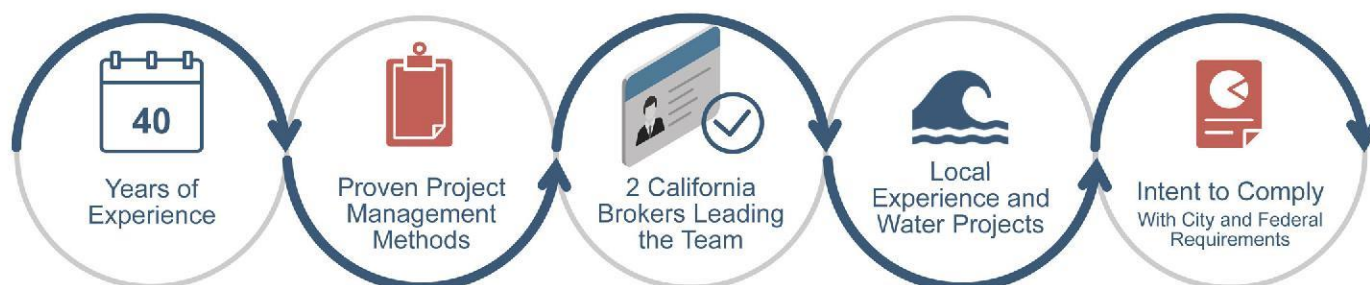 40
Years of
Experience
Proven Project
Management
Methods
2 California
Brokers Leading
the Team
Local
Experience and
Water Projects
Intent to Comply
With City and Federal
Requirements